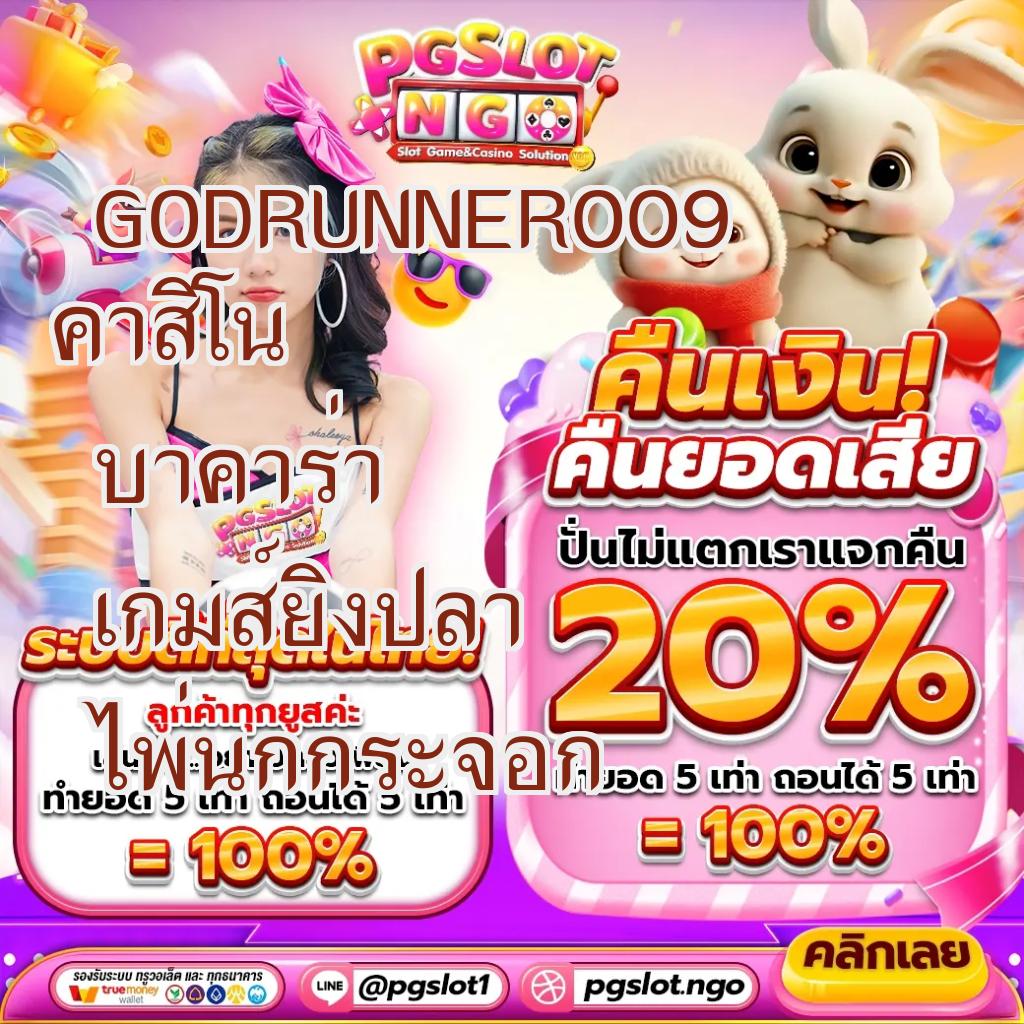 PGSLOT
NGO
Slot Game&Casino Solution
GODRUNNER009
คาสิโน
บาคาร่า
เกมส์ยิงปลา
ไพ่นกกระจอก
PGSLOT
คืนเงิน!
คืนยอดเสีย
ปั่นไม่แตกเราแจกคืน
20%
ยอด 5 เท่า ถอนได้ 5 เท่า
= 100%
ลูกค้าทุกยูสค่ะ
ทำยอด 5 เท่า ถอนได้ 5 เท่า
= 100%
คลิกเลย
รองรับระบบ ทรูวอเล็ต และ ทุกธนาคาร
truemoney
wallet
LINE @pgslot1
pgslot.ngo